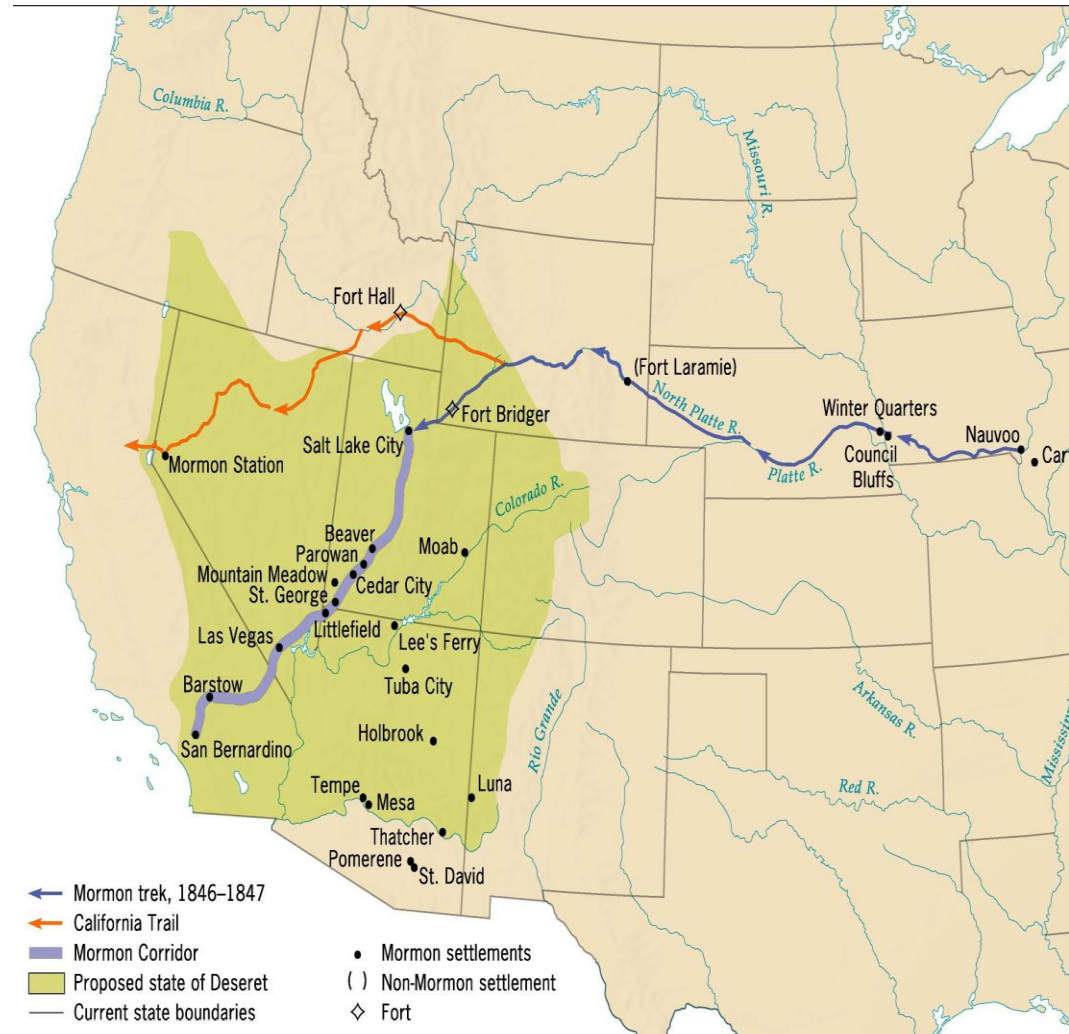 Columbia R.
Missouri R.
Fort Hall
(Fort Laramie)
North Platte R.
Fort Bridger
Winter Quarters
Council
Bluffs
Nauvoo
Car
Platte R.
Salt Lake City
Mormon Station
Colorado R.
Beaver
Parowan
Moab
Mountain Meadow
Cedar City
St. George
Littlefield
Las Vegas
Lee's Ferry
Tuba City
Barstow
Arkansas R.
Holbrook
San Bernardino
Rio Grande
Mississip
Tempe
Mesa
Luna
Red R.
Thatcher
Pomerene
St. David
Mormon trek, 1846–1847
California Trail
Mormon Corridor
Proposed state of Deseret
Current state boundaries
Mormon settlements
( ) Non-Mormon settlement
Fort